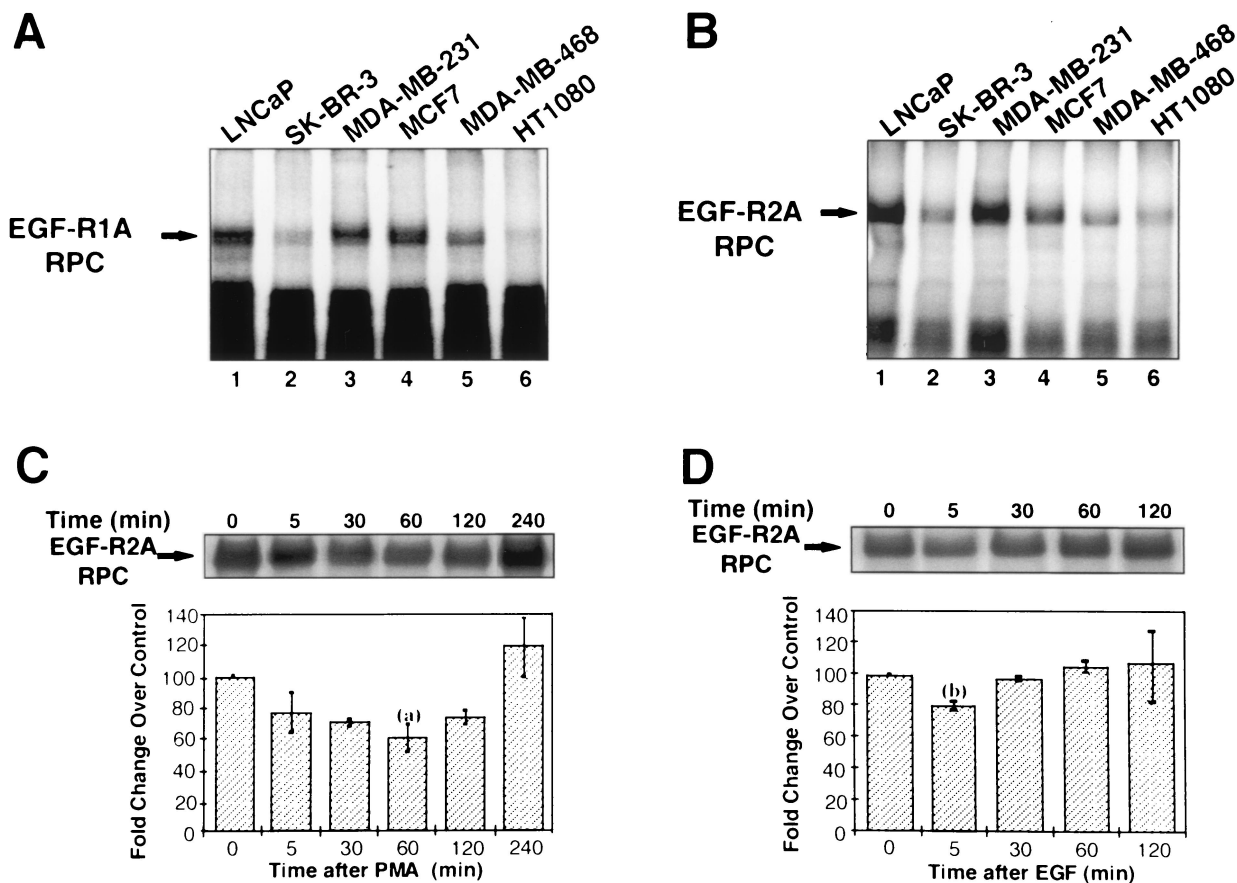 A
LNCaP
SK-BR-3
MDA-MB-231
MCF7
MDA-MB-468
HT1080
EGF-R1A
RPC
1 2 3 4 5 6
B
LNCaP
SK-BR-3
MDA-MB-231
MCF7
MDA-MB-468
HT1080
EGF-R2A
RPC
1 2 3 4 5 6
C
Time (min) 0 5 30 60 120 240
EGF-R2A
RPC
Fold Change Over Control
140
120
100
80
60
40
20
0
(a)
0 5 30 60 120 240
Time after PMA (min)
D
Time (min) 0 5 30 60 120
EGF-R2A
RPC
Fold Change Over Control
140
120
100
80
60
40
20
0
(b)
0 5 30 60 120
Time after EGF (min)